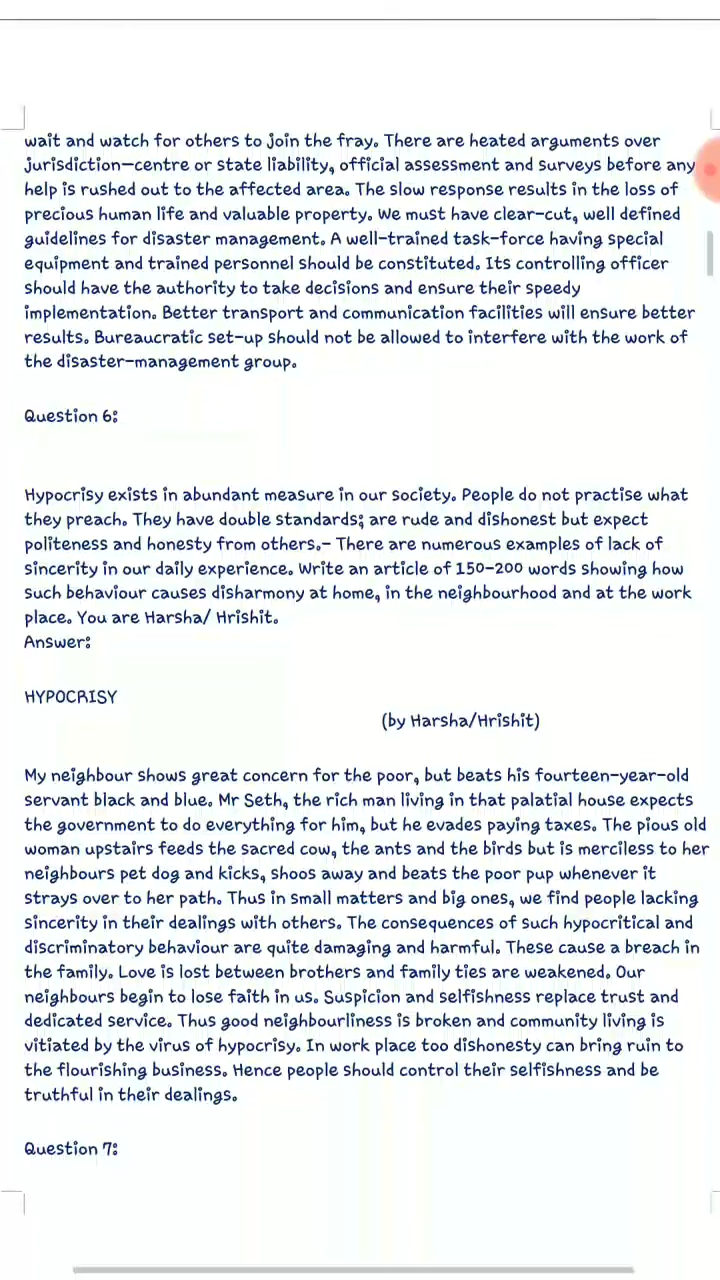 wait and watch for others to join the fray. There are heated arguments over
jurisdiction—centre or state liability, official assessment and surveys before any
help is rushed out to the affected area. The slow response results in the loss of
precious human life and valuable property. We must have clear-cut, well defined
guidelines for disaster management. A well-trained task-force having special
equipment and trained personnel should be constituted. Its controlling officer
should have the authority to take decisions and ensure their speedy
implementation. Better transport and communication facilities will ensure better
results. Bureaucratic set-up should not be allowed to interfere with the work of
the disaster-management group.
Question 6:
Hypocrisy exists in abundant measure in our society. People do not practise what
they preach. They have double standards; are rude and dishonest but expect
politeness and honesty from others.- There are numerous examples of lack of
sincerity in our daily experience. Write an article of 150-200 words showing how
such behaviour causes disharmony at home, in the neighbourhood and at the work
place. You are Harsha/ Hrishit.
Answer:
HYPOCRISY
(by Harsha/Hrishit)
My neighbour shows great concern for the poor, but beats his fourteen-year-old
servant black and blue. Mr Seth, the rich man living in that palatial house expects
the government to do everything for him, but he evades paying taxes. The pious old
woman upstairs feeds the sacred cow, the ants and the birds but is merciless to her
neighbours pet dog and kicks, shoos away and beats the poor pup whenever it
strays over to her path. Thus in small matters and big ones, we find people lacking
sincerity in their dealings with others. The consequences of such hypocritical and
discriminatory behaviour are quite damaging and harmful. These cause a breach in
the family. Love is lost between brothers and family ties are weakened. Our
neighbours begin to lose faith in us. Suspicion and selfishness replace trust and
dedicated service. Thus good neighbourliness is broken and community living is
vitiated by the virus of hypocrisy. In work place too dishonesty can bring ruin to
the flourishing business. Hence people should control their selfishness and be
truthful in their dealings.
Question 7: